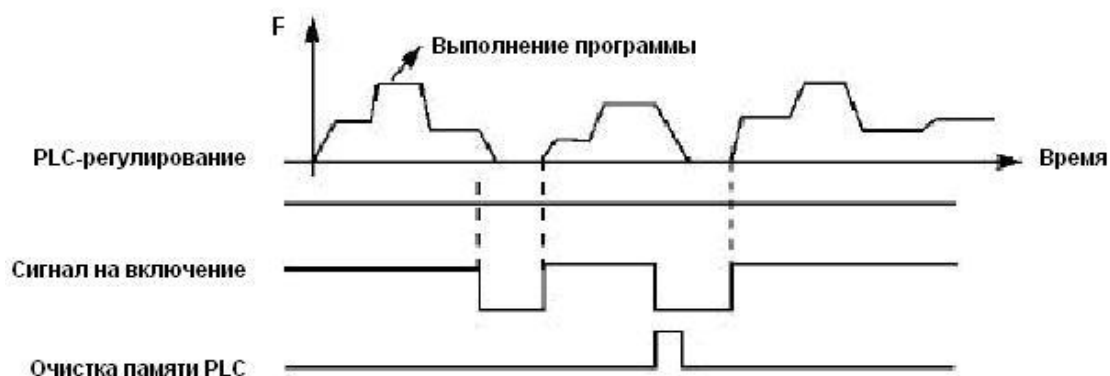 F
Выполнение программы
PLC-регулирование
Время
Сигнал на включение
Очистка памяти PLC